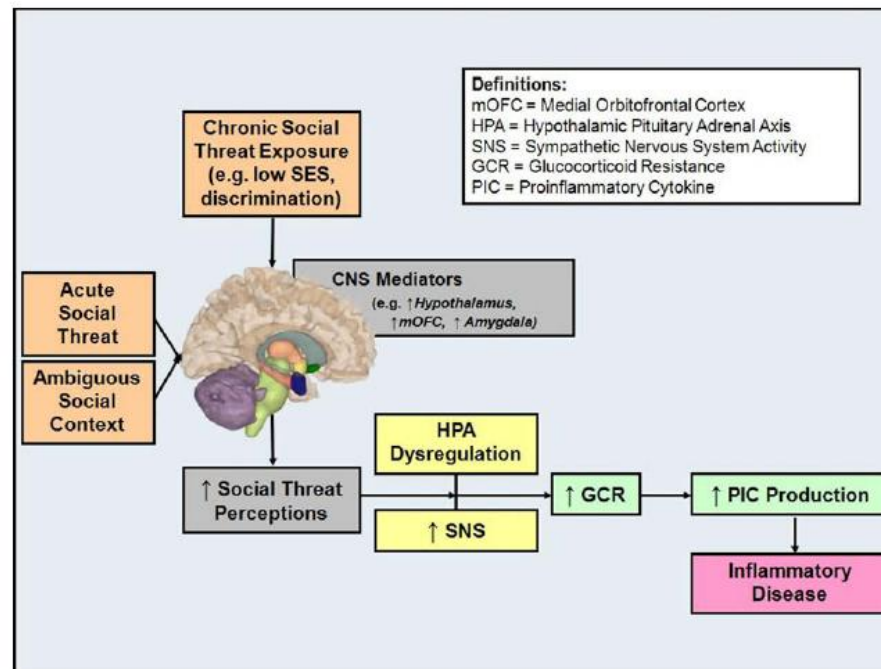 Definitions:
mOFC = Medial Orbitofrontal Cortex
HPA = Hypothalamic Pituitary Adrenal Axis
SNS = Sympathetic Nervous System Activity
GCR = Glucocorticoid Resistance
PIC = Proinflammatory Cytokine
Chronic Social
Threat Exposure
(e.g. low SES,
discrimination)
CNS Mediators
(e.g. ↑Hypothalamus,
↑mOFC, ↑ Amygdala)
Acute
Social
Threat
Ambiguous
Social
Context
HPA
Dysregulation
↑ Social Threat
Perceptions
↑ SNS
↑ GCR
↑ PIC Production
Inflammatory
Disease